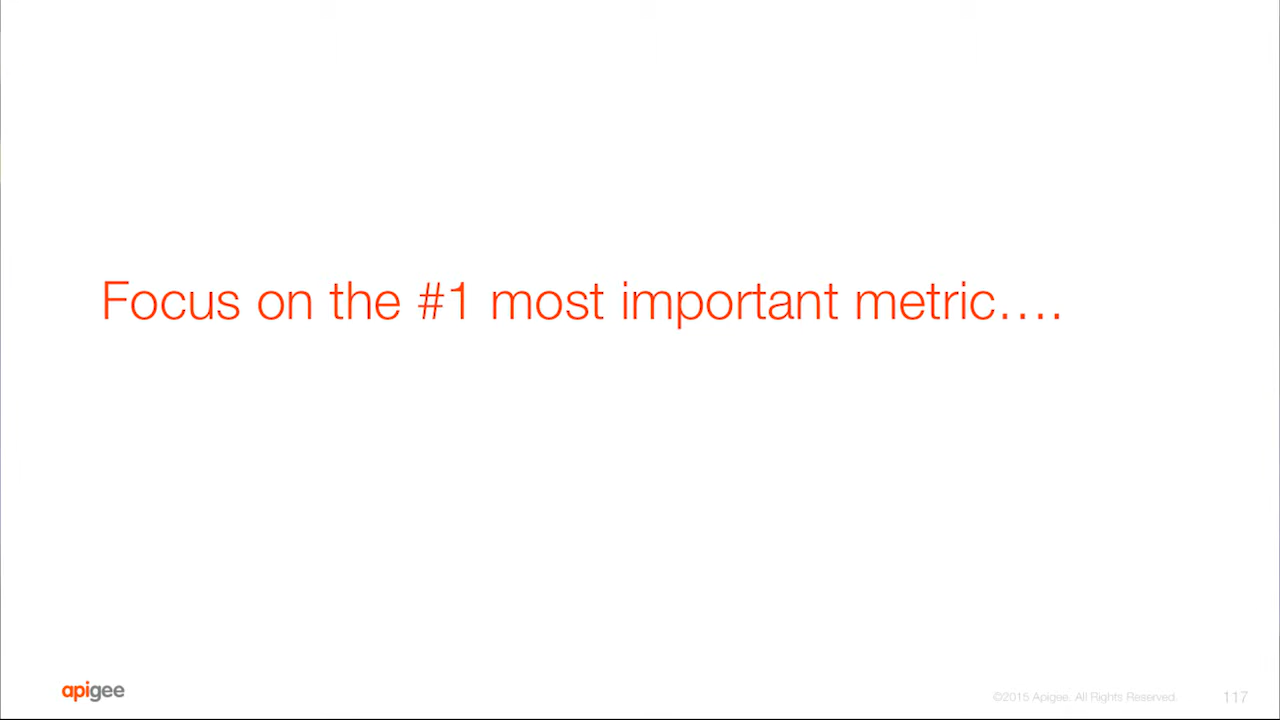 Focus on the #1 most important metric....
apigee
©2015 Apigee. All Rights Reserved.
117